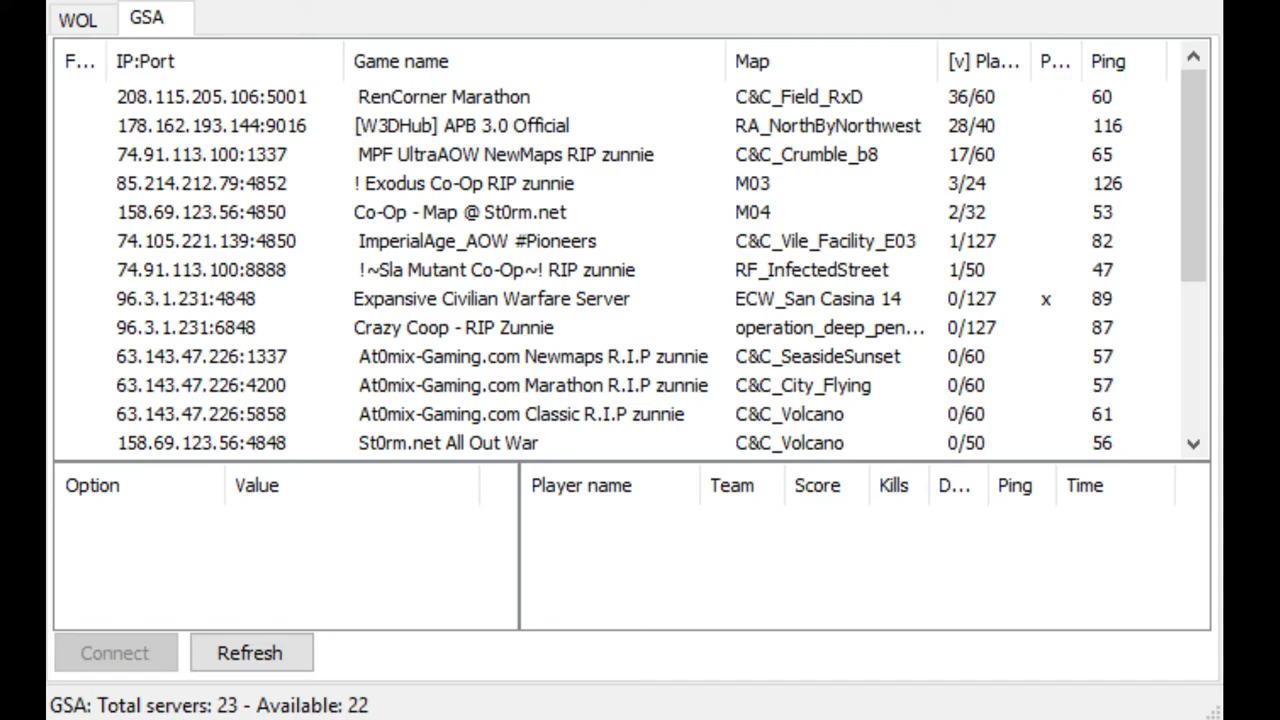 WOL GSA
F... IP:Port Game name Map [v] Pla... P... Ping
208.115.205.106:5001 RenCorner Marathon C&C_Field_RxD 36/60 60
178.162.193.144:9016 [W3DHub] APB 3.0 Official RA_NorthByNorthwest 28/40 116
74.91.113.100:1337 MPF UltraAOW NewMaps RIP zunnie C&C_Crumble_b8 17/60 65
85.214.212.79:4852 ! Exodus Co-Op RIP zunnie M03 3/24 126
158.69.123.56:4850 Co-Op - Map @ St0rm.net M04 2/32 53
74.105.221.139:4850 ImperialAge_AOW #Pioneers C&C_Vile_Facility_E03 1/127 82
74.91.113.100:8888 !~Sla Mutant Co-Op~! RIP zunnie RF_InfectedStreet 1/50 47
96.3.1.231:4848 Expansive Civilian Warfare Server ECW_San Casina 14 0/127 x 89
96.3.1.231:6848 Crazy Coop - RIP Zunnie operation_deep_pen... 0/127 87
63.143.47.226:1337 At0mix-Gaming.com Newmaps R.I.P zunnie C&C_SeasideSunset 0/60 57
63.143.47.226:4200 At0mix-Gaming.com Marathon R.I.P zunnie C&C_City_Flying 0/60 57
63.143.47.226:5858 At0mix-Gaming.com Classic R.I.P zunnie C&C_Volcano 0/60 61
158.69.123.56:4848 St0rm.net All Out War C&C_Volcano 0/50 56
Option Value Player name Team Score Kills D... Ping Time
Connect Refresh
GSA: Total servers: 23 - Available: 22